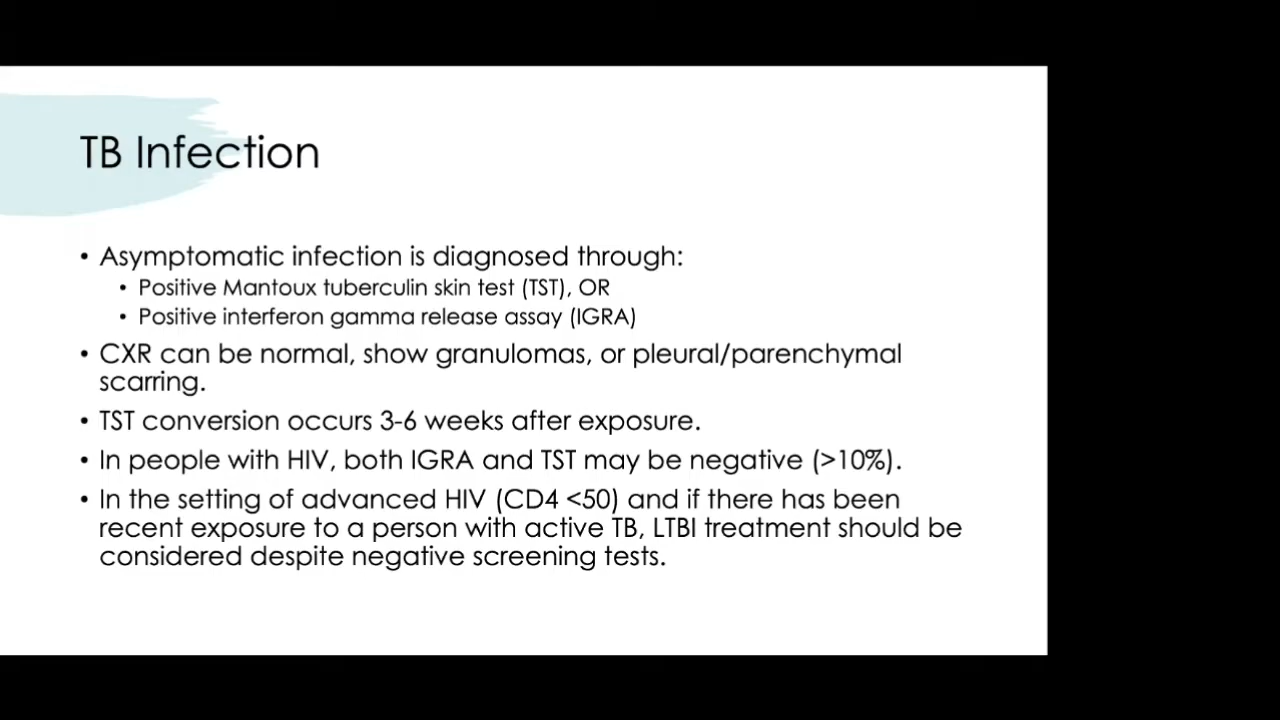 TB Infection
• Asymptomatic infection is diagnosed through:
• Positive Mantoux tuberculin skin test (TST), OR
• Positive interferon gamma release assay (IGRA)
• CXR can be normal, show granulomas, or pleural/parenchymal
scarring.
• TST conversion occurs 3-6 weeks after exposure.
• In people with HIV, both IGRA and TST may be negative (>10%).
• In the setting of advanced HIV (CD4 <50) and if there has been
recent exposure to a person with active TB, LTBI treatment should be
considered despite negative screening tests.